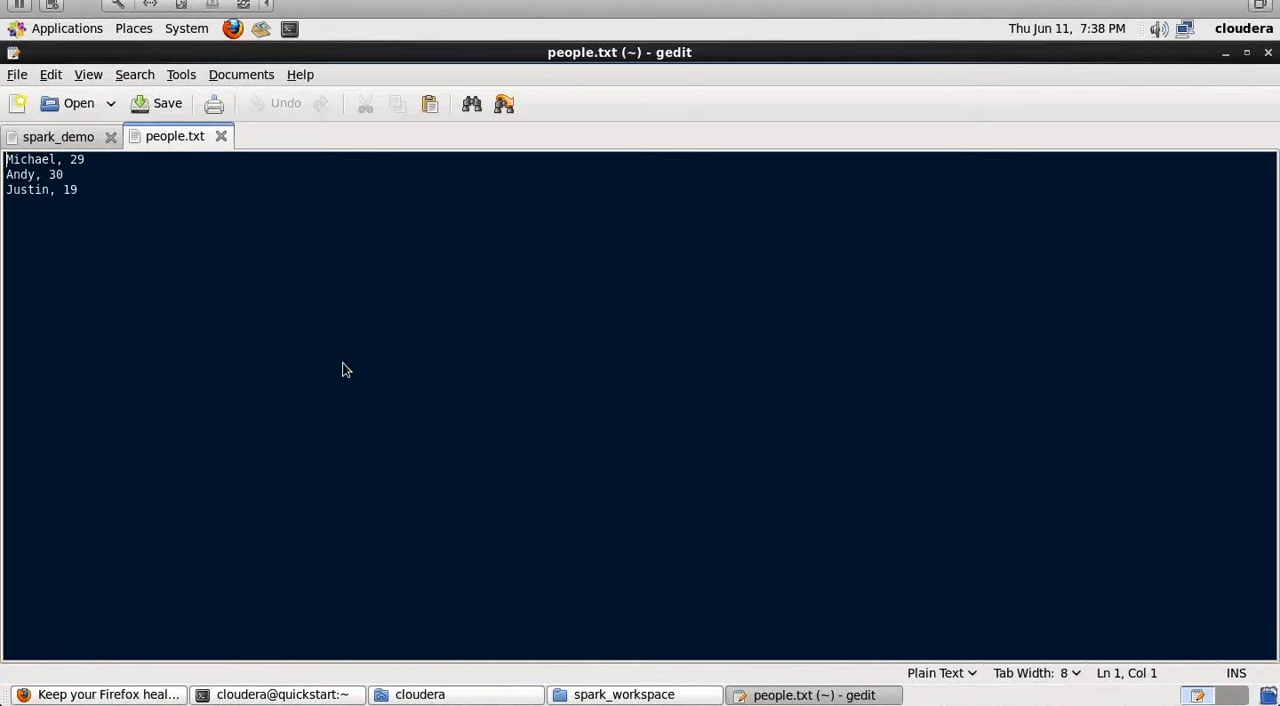 Applications Places System Thu Jun 11, 7:38 PM cloudera
people.txt (~) - gedit
File Edit View Search Tools Documents Help
Open Save Undo
spark_demo people.txt
Michael, 29
Andy, 30
Justin, 19
Plain Text Tab Width: 8 Ln 1, Col 1 INS
Keep your Firefox heal... cloudera@quickstart:~ cloudera spark_workspace people.txt (~) - gedit